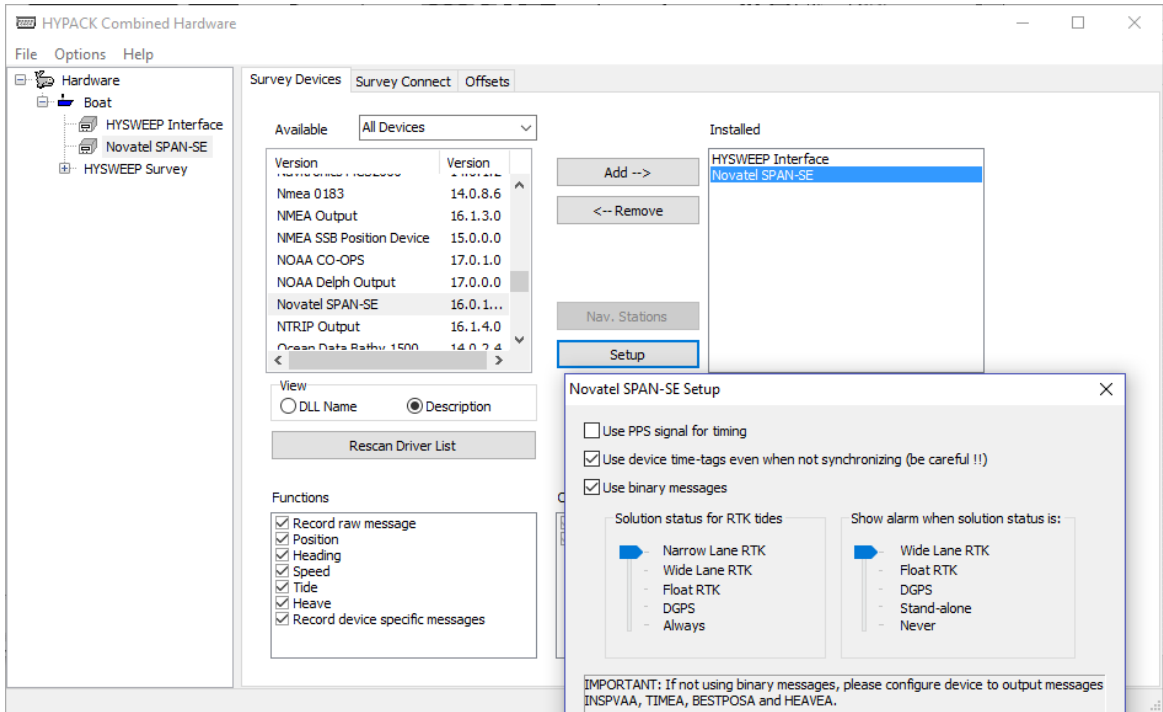 HYPACK Combined Hardware
File Options Help
Hardware
Boat
HYSWEEP Interface
Novatel SPAN-SE
HYSWEEP Survey
Survey Devices Survey Connect Offsets
Available All Devices
Version Version
Nmea 0183 14.0.8.6
NMEA Output 16.1.3.0
NMEA SSB Position Device 15.0.0.0
NOAA CO-OPS 17.0.1.0
NOAA Delph Output 17.0.0.0
Novatel SPAN-SE 16.0.1...
NTRIP Output 16.1.4.0
Ocean Data Bathy 1500 14.0.2.4
View
DLL Name Description
Rescan Driver List
Functions
Record raw message
Position
Heading
Speed
Tide
Heave
Record device specific messages
Add -->
<-- Remove
Nav. Stations
Setup
Installed
HYSWEEP Interface
Novatel SPAN-SE
Novatel SPAN-SE Setup
Use PPS signal for timing
Use device time-tags even when not synchronizing (be careful !!)
Use binary messages
Solution status for RTK tides
Narrow Lane RTK
Wide Lane RTK
Float RTK
DGPS
Always
Show alarm when solution status is:
Wide Lane RTK
Float RTK
DGPS
Stand-alone
Never
IMPORTANT: If not using binary messages, please configure device to output messages
INSPVAA, TIMEA, BESTPOSA and HEAVEA.